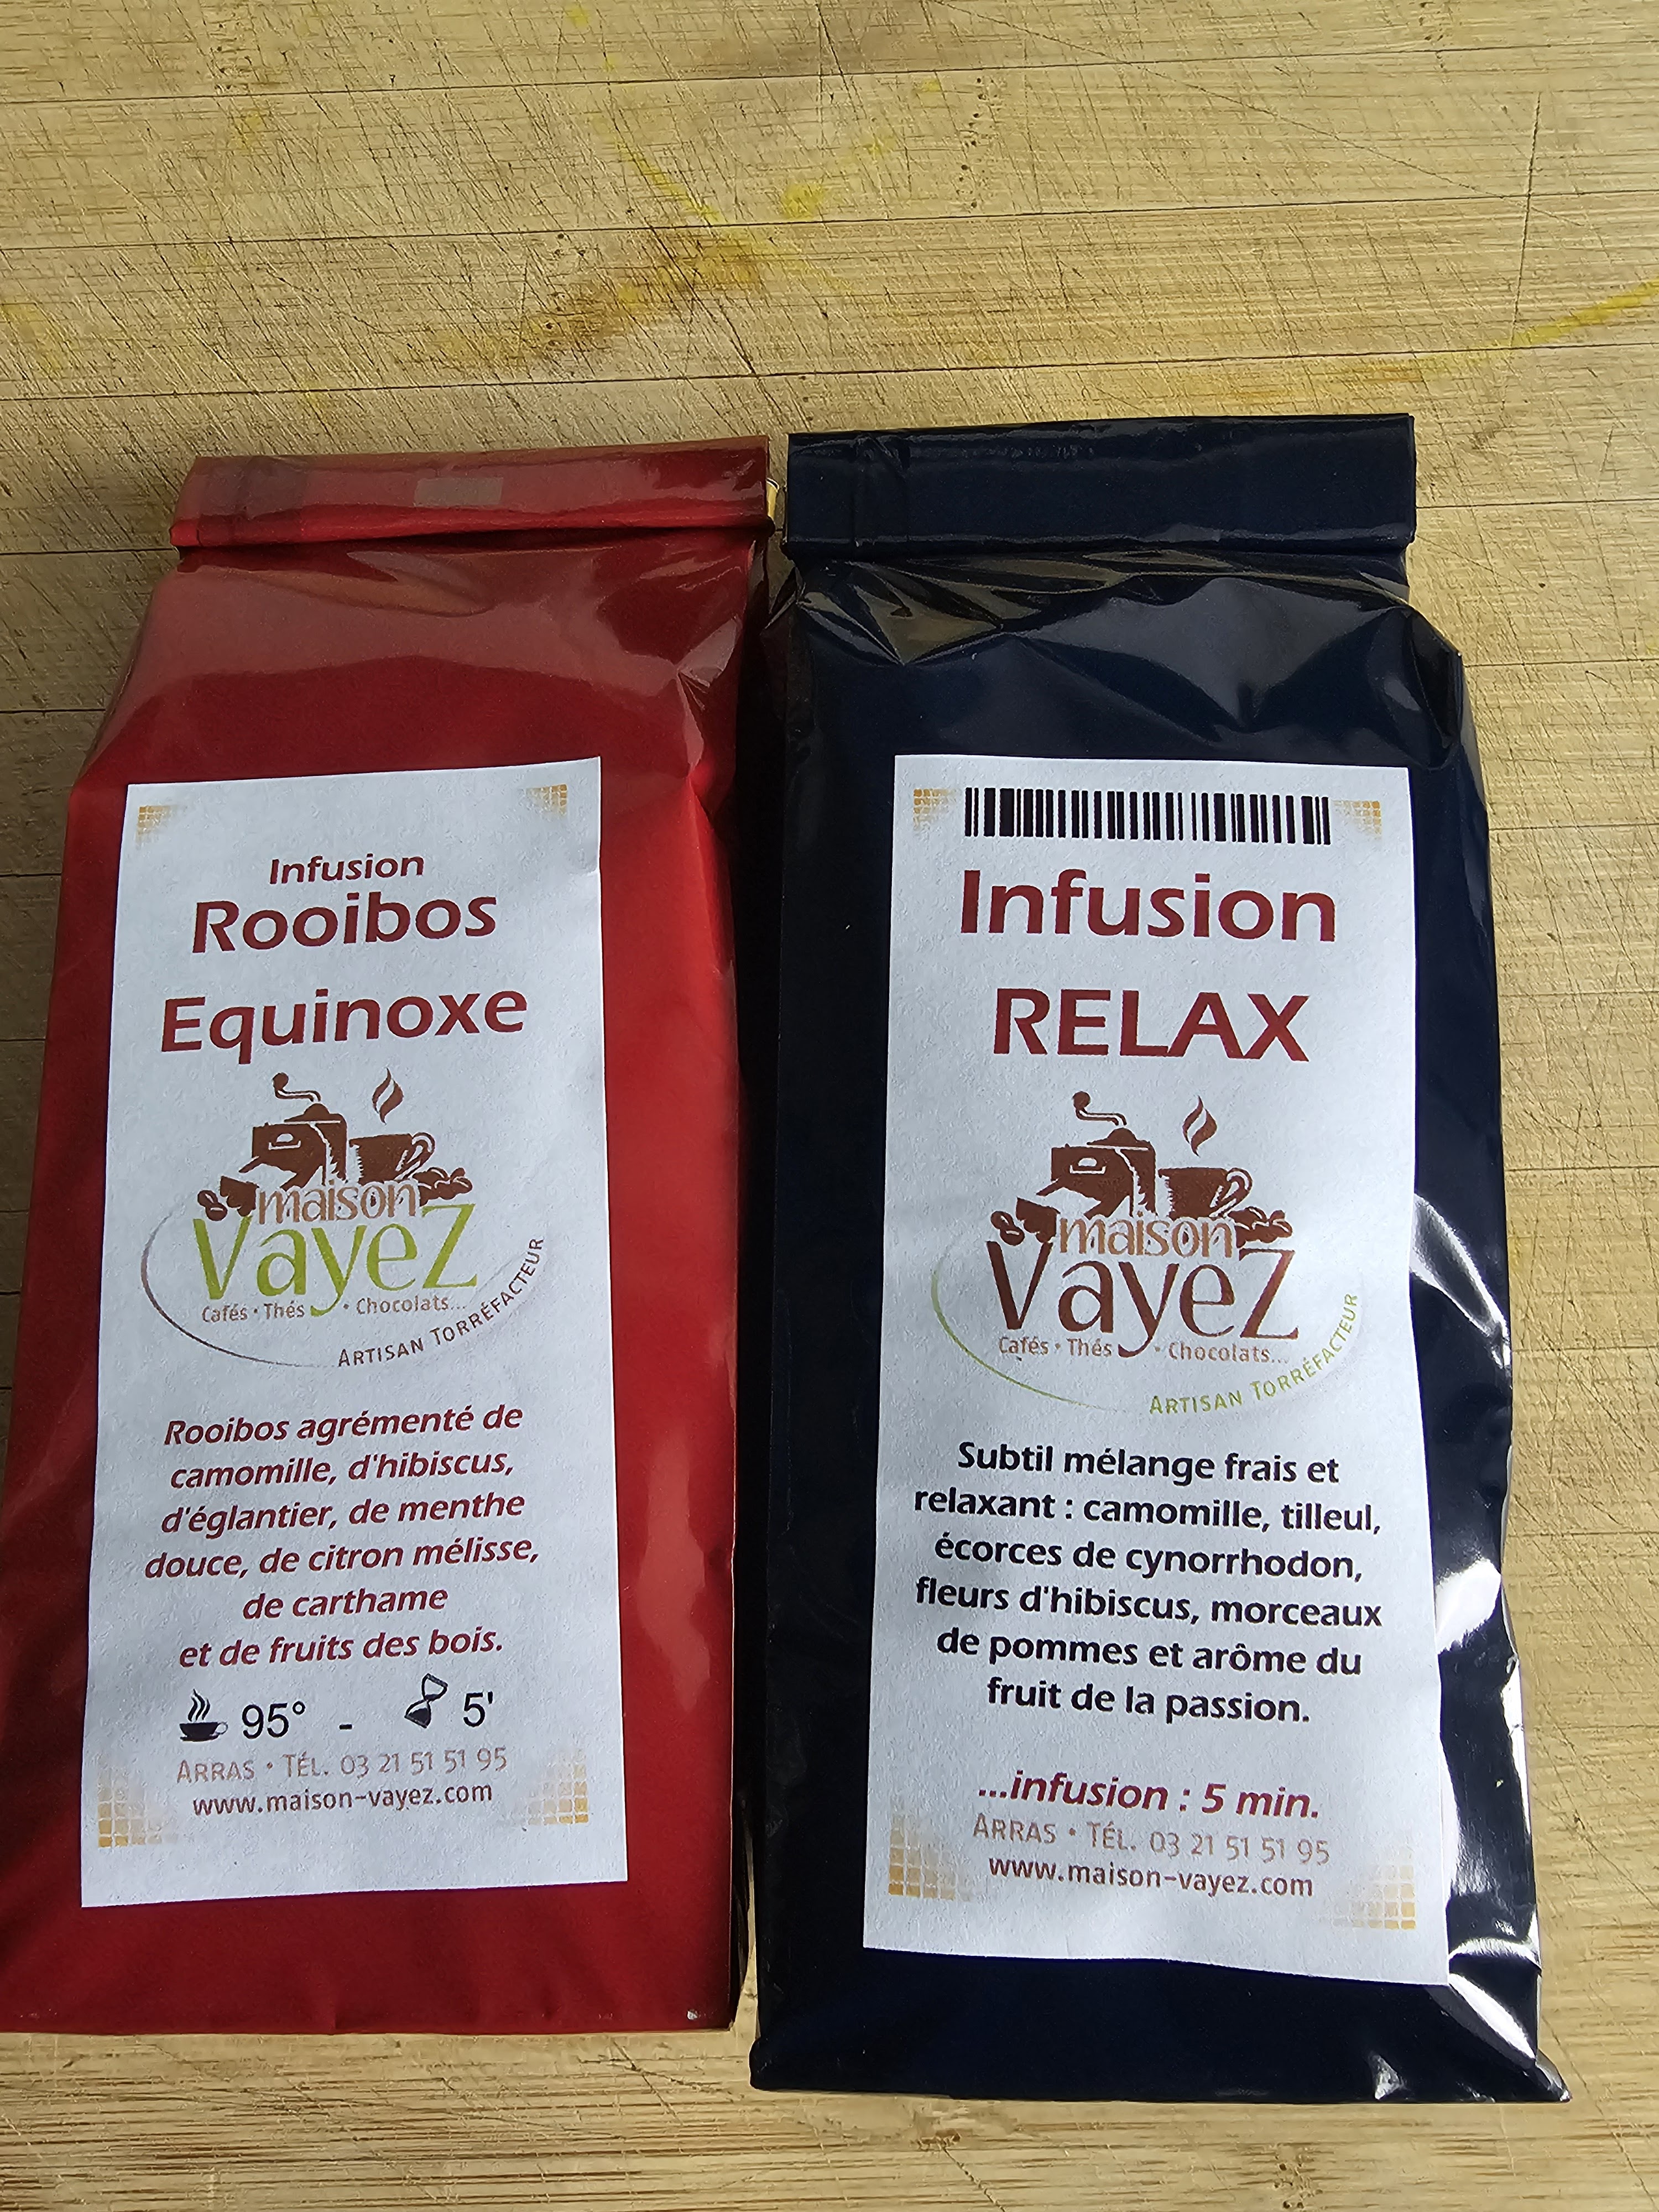 Infusion
Rooibos
Equinoxe
maison
VayeZ
Cafés • Thés • Chocolats...
ARTISAN TORRÉFACTEUR
Rooibos agrémenté de
camomille, d'hibiscus,
d'églantier, de menthe
douce, de citron mélisse,
de carthame
et de fruits des bois.
95° - 5'
ARRAS • TÉL. 03 21 51 51 95
www.maison-vayez.com
Infusion
RELAX
maison
VayeZ
Cafés • Thés • Chocolats...
ARTISAN TORRÉFACTEUR
Subtil mélange frais et
relaxant : camomille, tilleul,
écorces de cynorrhodon,
fleurs d'hibiscus, morceaux
de pommes et arôme du
fruit de la passion.
...infusion : 5 min.
ARRAS • TÉL. 03 21 51 51 95
www.maison-vayez.com